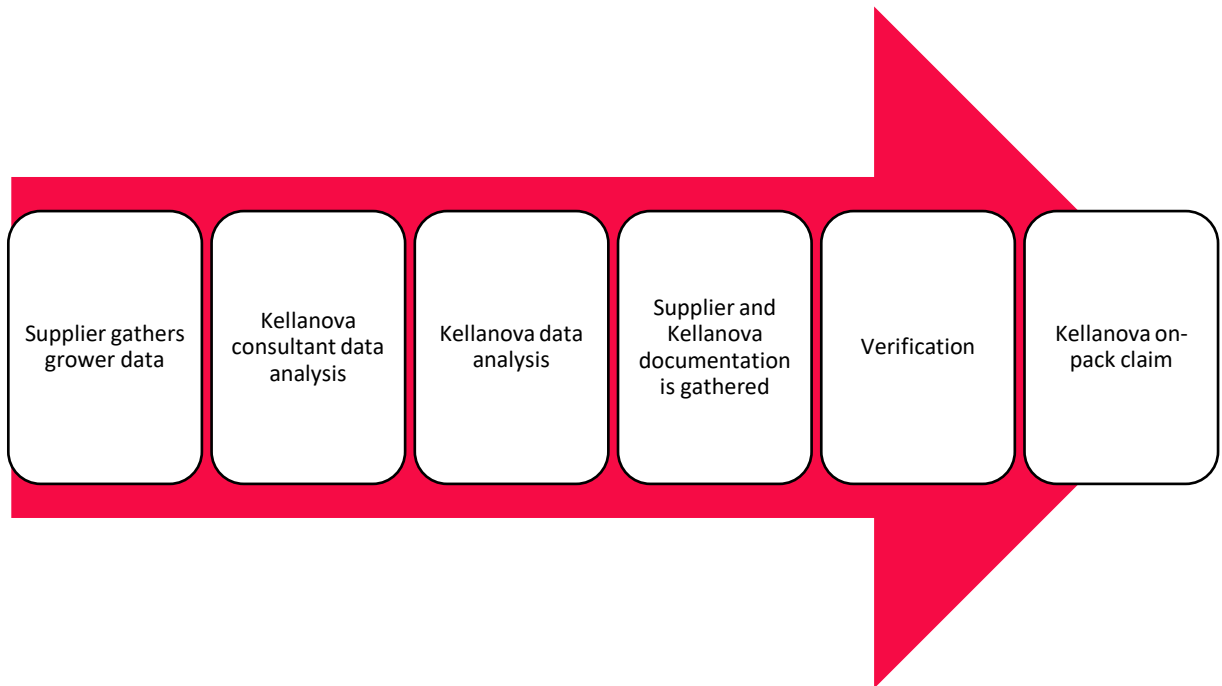 Supplier gathers
grower data
Kellanova
consultant data
analysis
Kellanova data
analysis
Supplier and
Kellanova
documentation
is gathered
Verification
Kellanova on-
pack claim